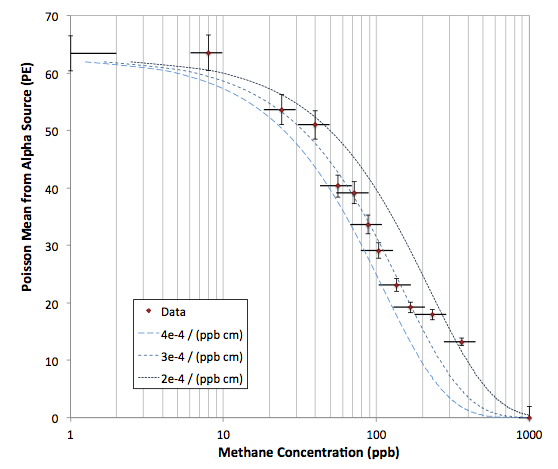 70
60
50
40
30
20
10
0
Poisson Mean from Alpha Source (PE)
Data
4e-4 / (ppb cm)
3e-4 / (ppb cm)
2e-4 / (ppb cm)
1
10
100
1000
Methane Concentration (ppb)